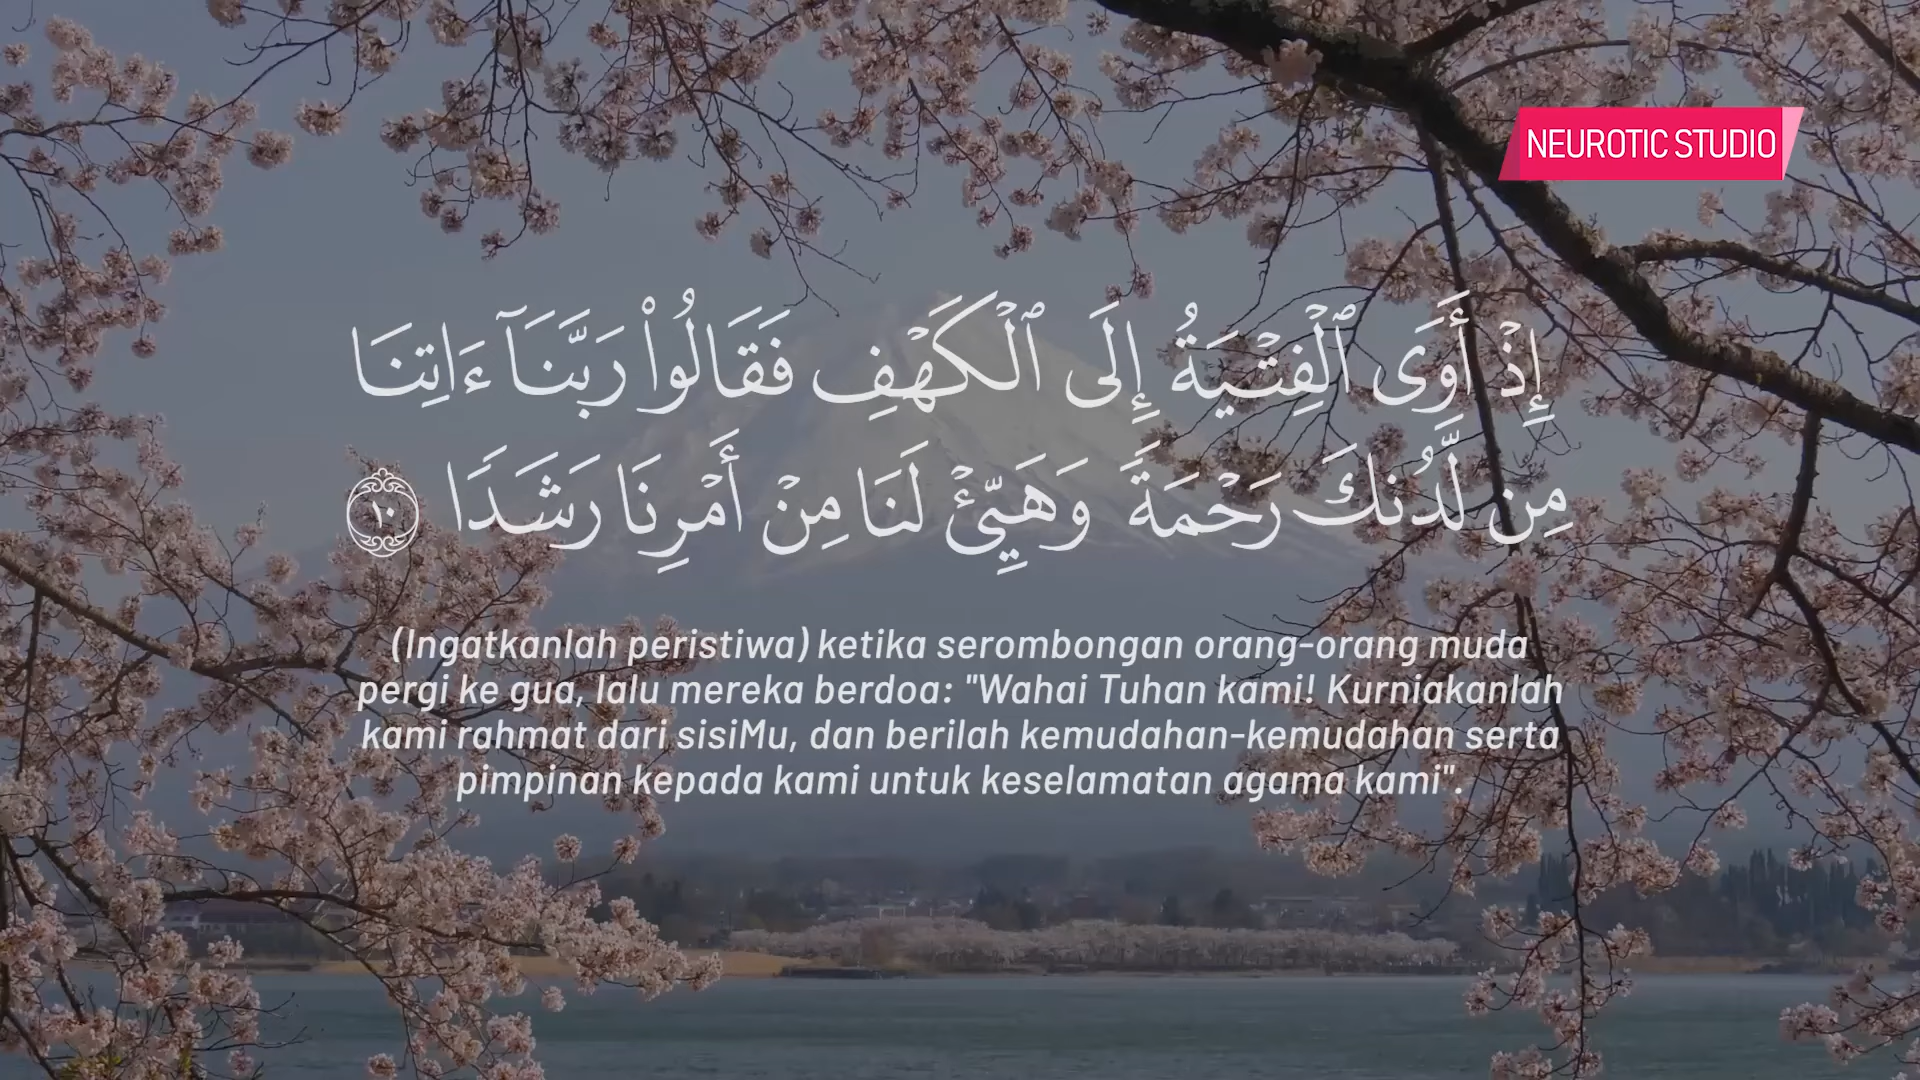 NEUROTIC STUDIO
إِذْ أَوَى ٱلْفِتْيَةُ إِلَى ٱلْكَهْفِ فَقَالُوا۟ رَبَّنَآ ءَاتِنَا
مِن لَّدُنكَ رَحْمَةً وَهَيِّئْ لَنَا مِنْ أَمْرِنَا رَشَدًا ١٠
(Ingatkanlah peristiwa) ketika serombongan orang-orang muda
pergi ke gua, lalu mereka berdoa: "Wahai Tuhan kami! Kurniakanlah
kami rahmat dari sisiMu, dan berilah kemudahan-kemudahan serta
pimpinan kepada kami untuk keselamatan agama kami".